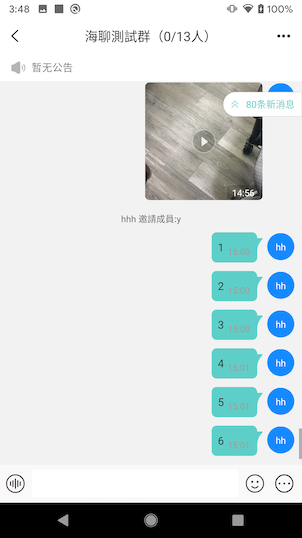 3:48
100%
海聊測試群（0/13人）
暂无公告
80条新消息
14:56
hhh 邀請成員:y
1 15:00 hh
2 15:00 hh
3 15:00 hh
4 15:01 hh
5 15:01 hh
6 15:01 hh